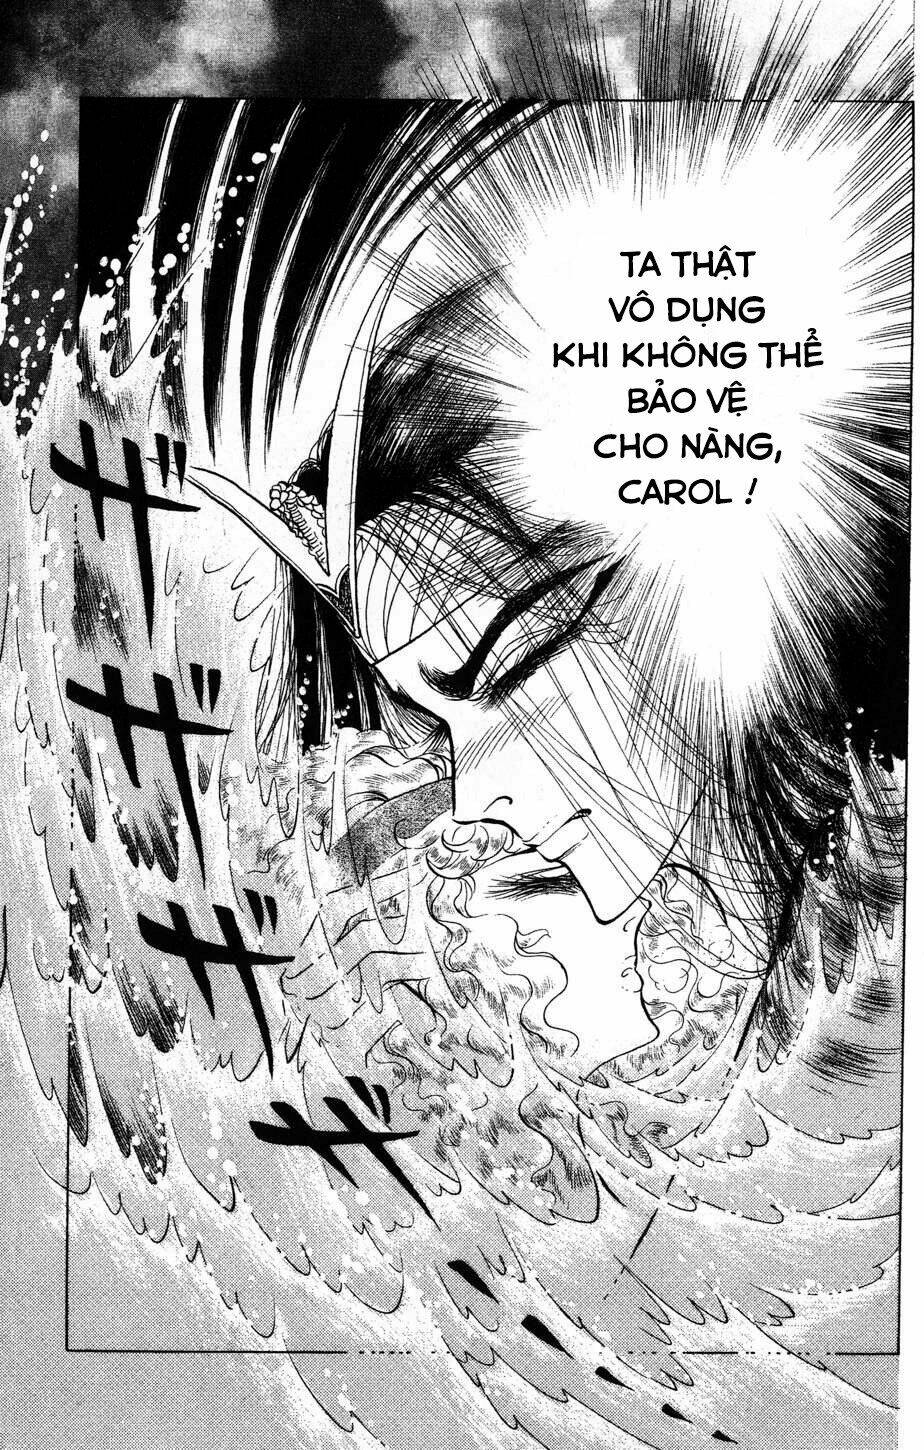 TA THẬT
VÔ DỤNG
KHI KHÔNG THỂ
BẢO VỆ
CHO NÀNG,
CAROL !
ザ
ザ
ザ
ザ